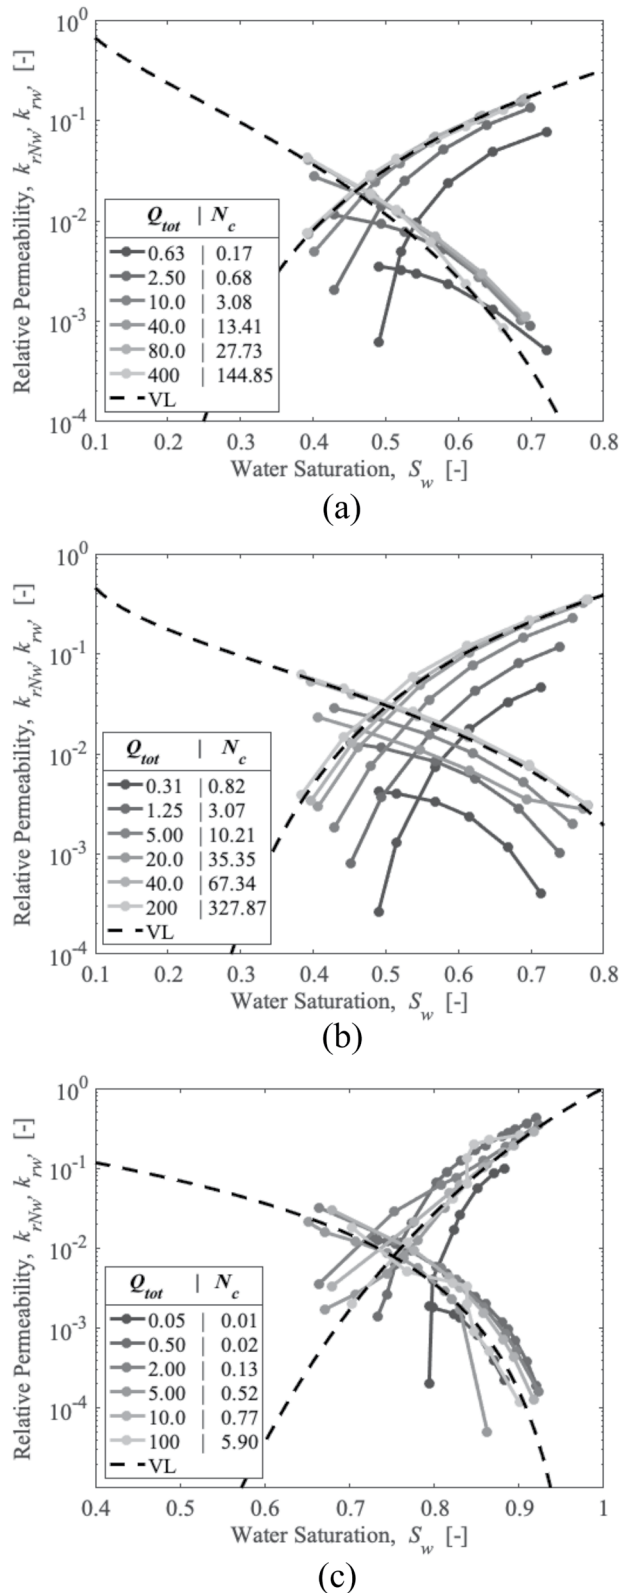 10^0
10^-1
10^-2
10^-3
10^-4
Relative Permeability, k_rNw, k_rw, [-]
Q_tot | N_c
0.63 | 0.17
2.50 | 0.68
10.0 | 3.08
40.0 | 13.41
80.0 | 27.73
400 | 144.85
VL
0.1 0.2 0.3 0.4 0.5 0.6 0.7 0.8
Water Saturation, S_w [-]
(a)
10^0
10^-1
10^-2
10^-3
10^-4
Relative Permeability, k_rNw, k_rw, [-]
Q_tot | N_c
0.31 | 0.82
1.25 | 3.07
5.00 | 10.21
20.0 | 35.35
40.0 | 67.34
200 | 327.87
VL
0.1 0.2 0.3 0.4 0.5 0.6 0.7 0.8
Water Saturation, S_w [-]
(b)
10^0
10^-1
10^-2
10^-3
10^-4
Relative Permeability, k_rNw, k_rw, [-]
Q_tot | N_c
0.05 | 0.01
0.50 | 0.02
2.00 | 0.13
5.00 | 0.52
10.0 | 0.77
100 | 5.90
VL
0.4 0.5 0.6 0.7 0.8 0.9 1
Water Saturation, S_w [-]
(c)